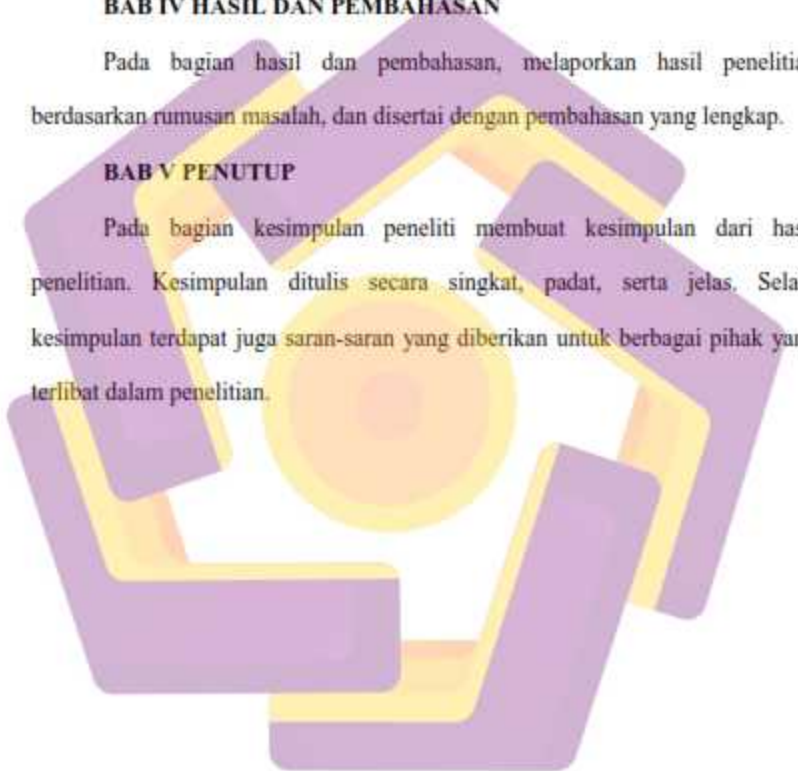 BAB IV HASIL DAN PEMBAHASAN
Pada bagian hasil dan pembahasan, melaporkan hasil penelitia
berdasarkan rumusan masalah, dan disertai dengan pembahasan yang lengkap.
BAB V PENUTUP
Pada bagian kesimpulan peneliti membuat kesimpulan dari has
penelitian. Kesimpulan ditulis secara singkat, padat, serta jelas. Sela
kesimpulan terdapat juga saran-saran yang diberikan untuk berbagai pihak yan
terlibat dalam penelitian.